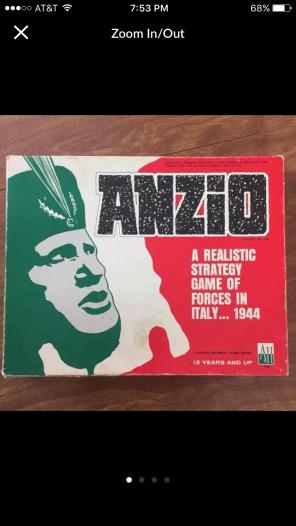 AT&T 7:53 PM 68%
Zoom In/Out
ANZIO
A REALISTIC
STRATEGY
GAME OF
FORCES IN
ITALY... 1944
12 YEARS AND UP